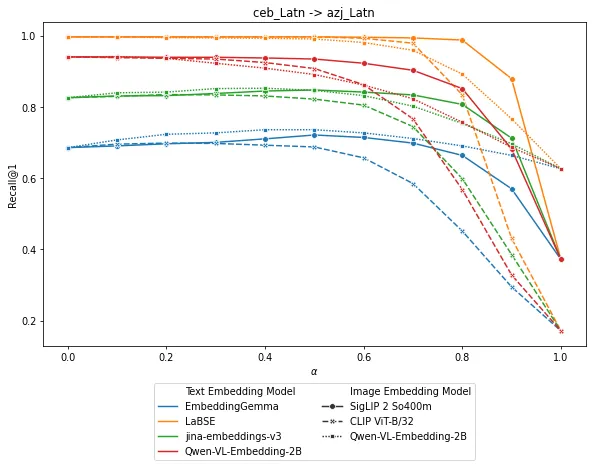 ceb_Latn -> azj_Latn
Recall@1
1.0
0.8
0.6
0.4
0.2
0.0 0.2 0.4 0.6 0.8 1.0
α
Text Embedding Model
EmbeddingGemma
LaBSE
jina-embeddings-v3
Qwen-VL-Embedding-2B
Image Embedding Model
SigLIP 2 So400m
CLIP ViT-B/32
Qwen-VL-Embedding-2B